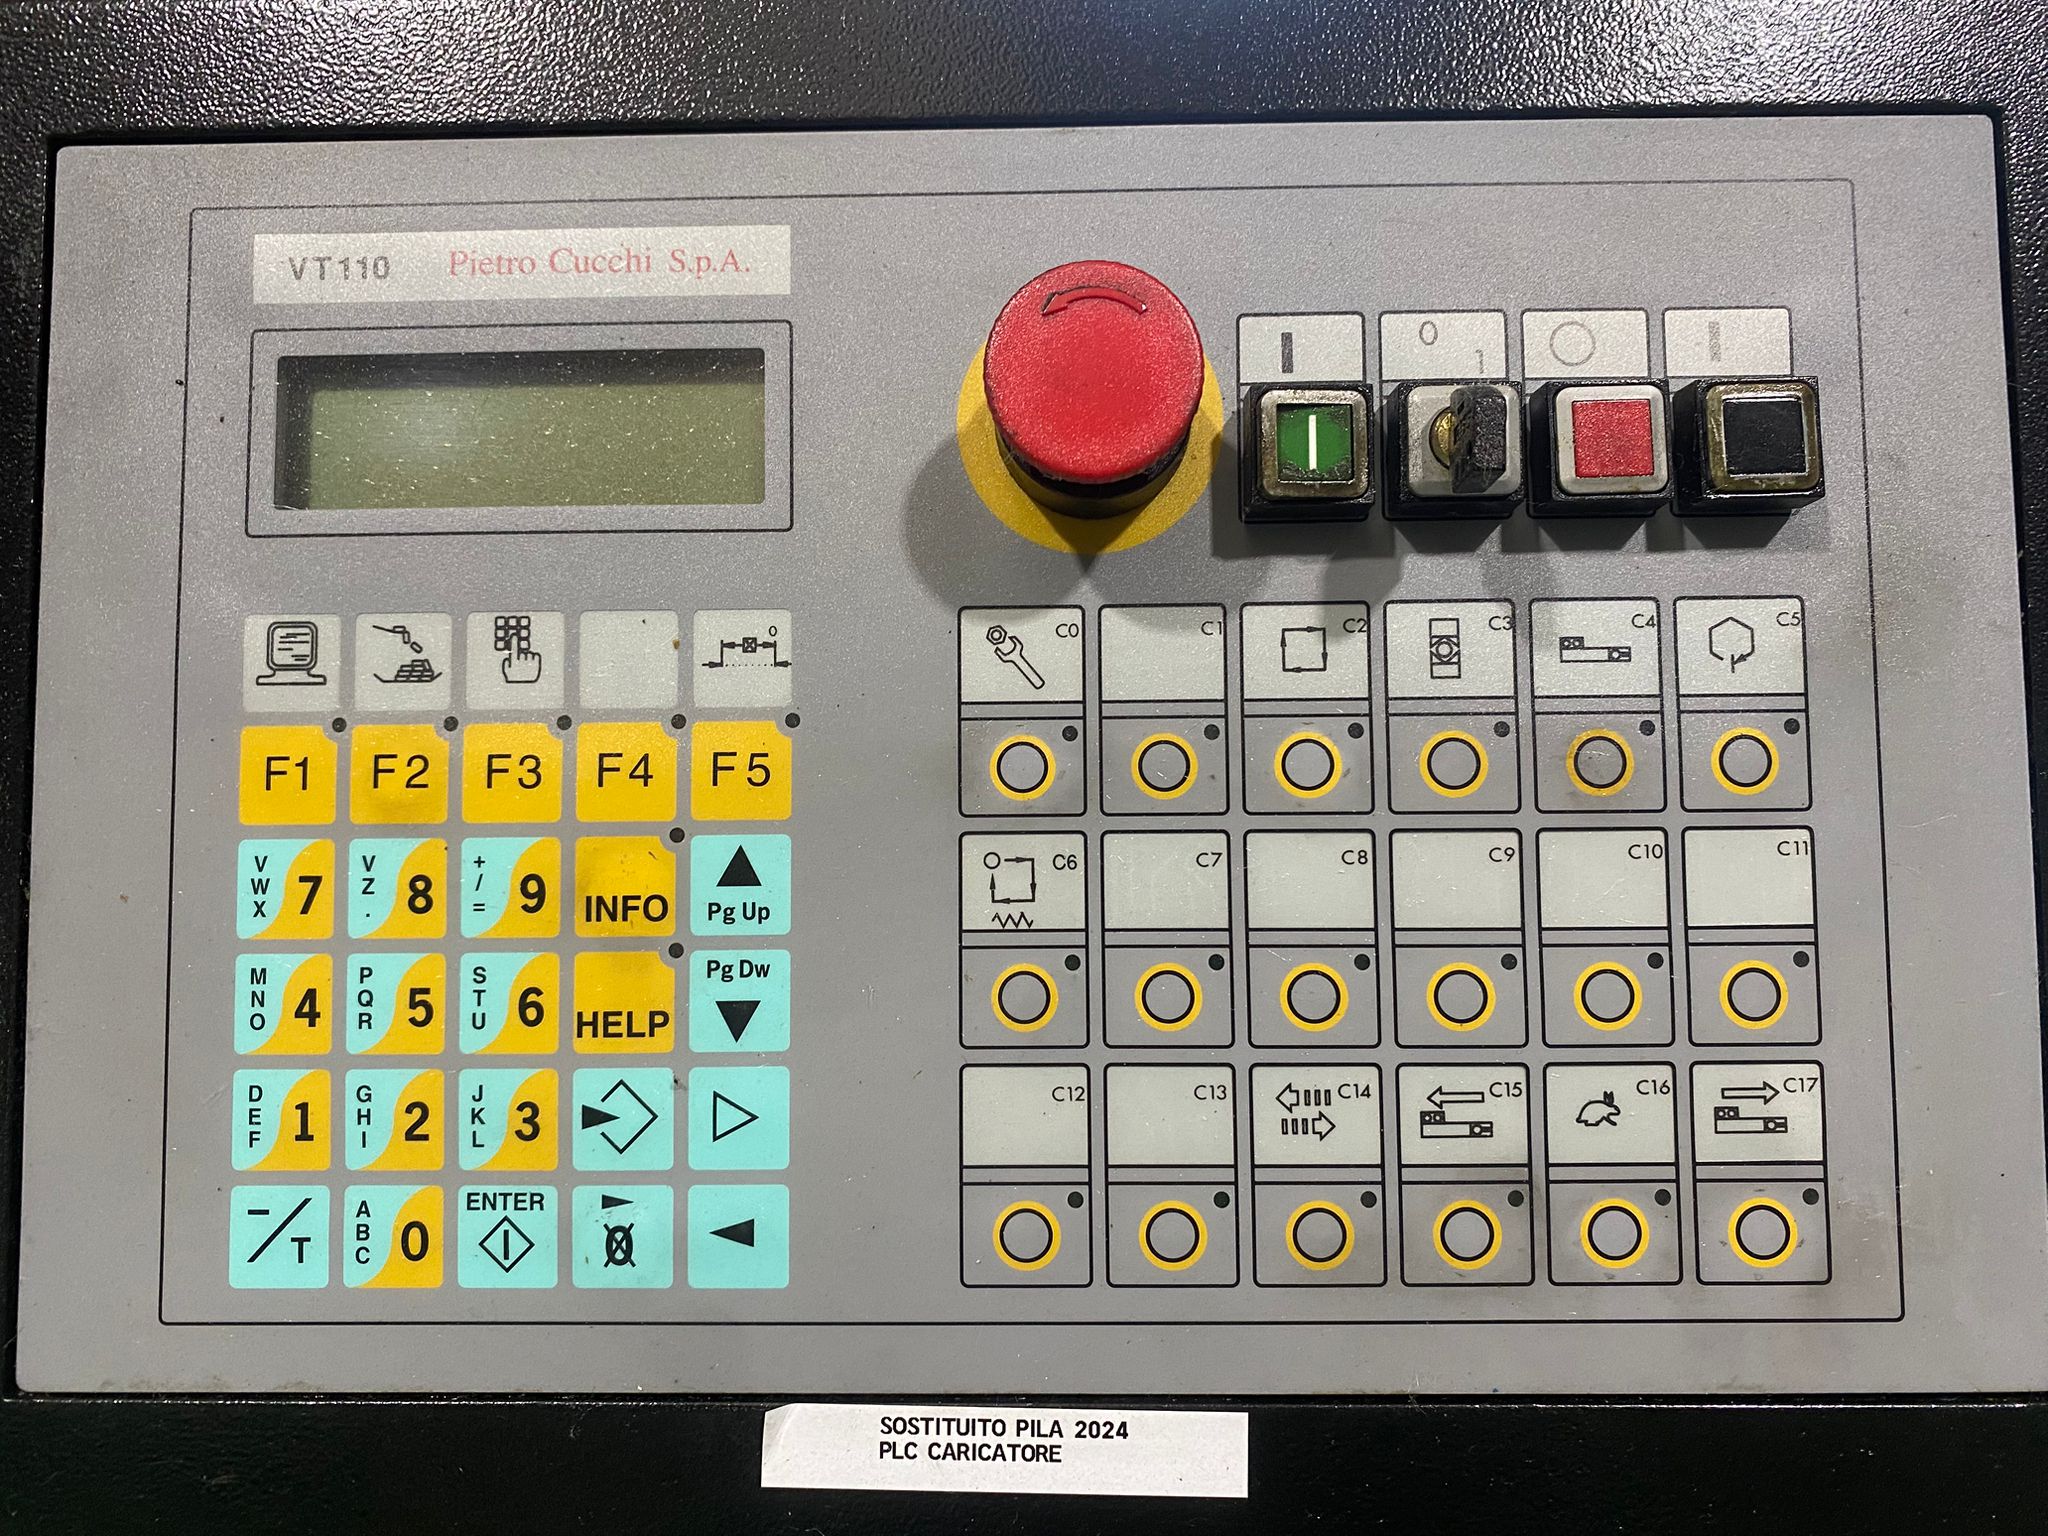 VT110 Pietro Cucchi S.p.A.
0 1
0
F1 F2 F3 F4 F5
V W X 7 V Z . 8 + / = 9 INFO Pg Up
M N O 4 P Q R 5 S T U 6 HELP Pg Dw
D E F 1 G H I 2 J K L 3
-/T A B C 0 ENTER
C0 C1 C2 C3 C4 C5
C6 C7 C8 C9 C10 C11
C12 C13 C14 C15 C16 C17
SOSTITUITO PILA 2024
PLC CARICATORE